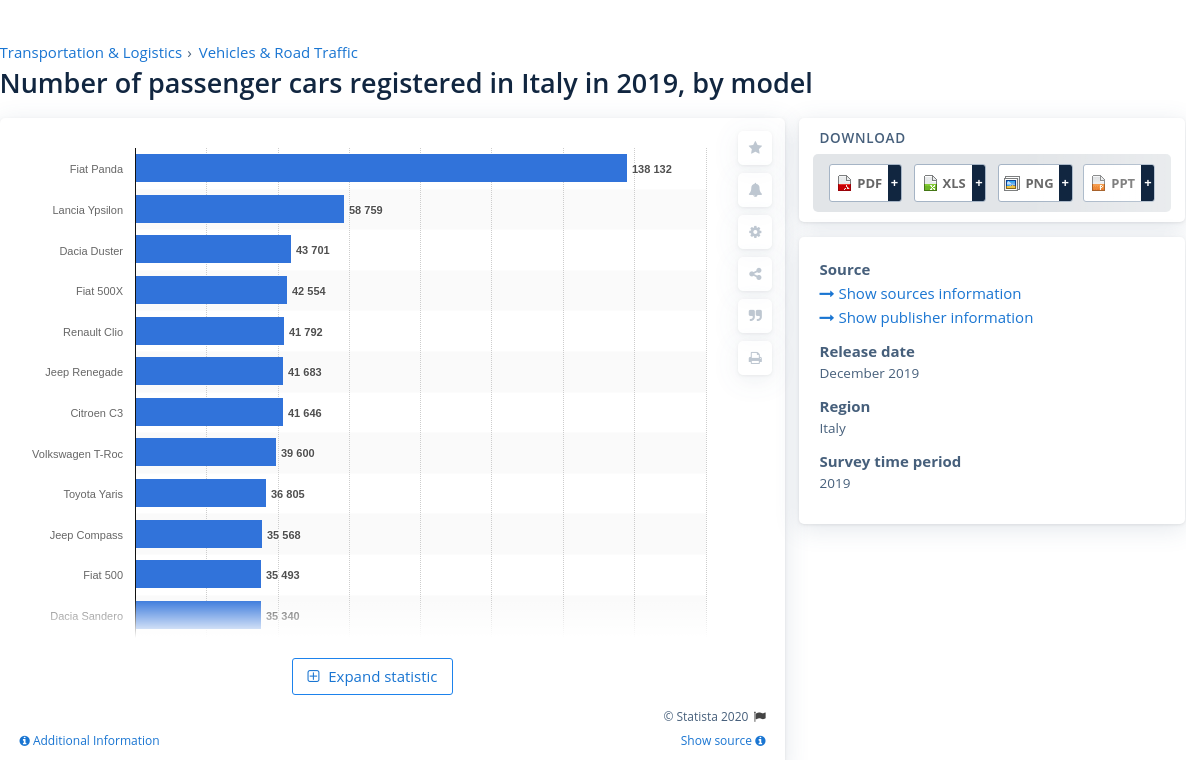 Transportation & Logistics › Vehicles & Road Traffic
Number of passenger cars registered in Italy in 2019, by model
Fiat Panda 138 132
Lancia Ypsilon 58 759
Dacia Duster 43 701
Fiat 500X 42 554
Renault Clio 41 792
Jeep Renegade 41 683
Citroen C3 41 646
Volkswagen T-Roc 39 600
Toyota Yaris 36 805
Jeep Compass 35 568
Fiat 500 35 493
Dacia Sandero 35 340
Expand statistic
© Statista 2020
Additional Information
Show source
DOWNLOAD
PDF + XLS + PNG + PPT +
Source
Show sources information
Show publisher information
Release date
December 2019
Region
Italy
Survey time period
2019